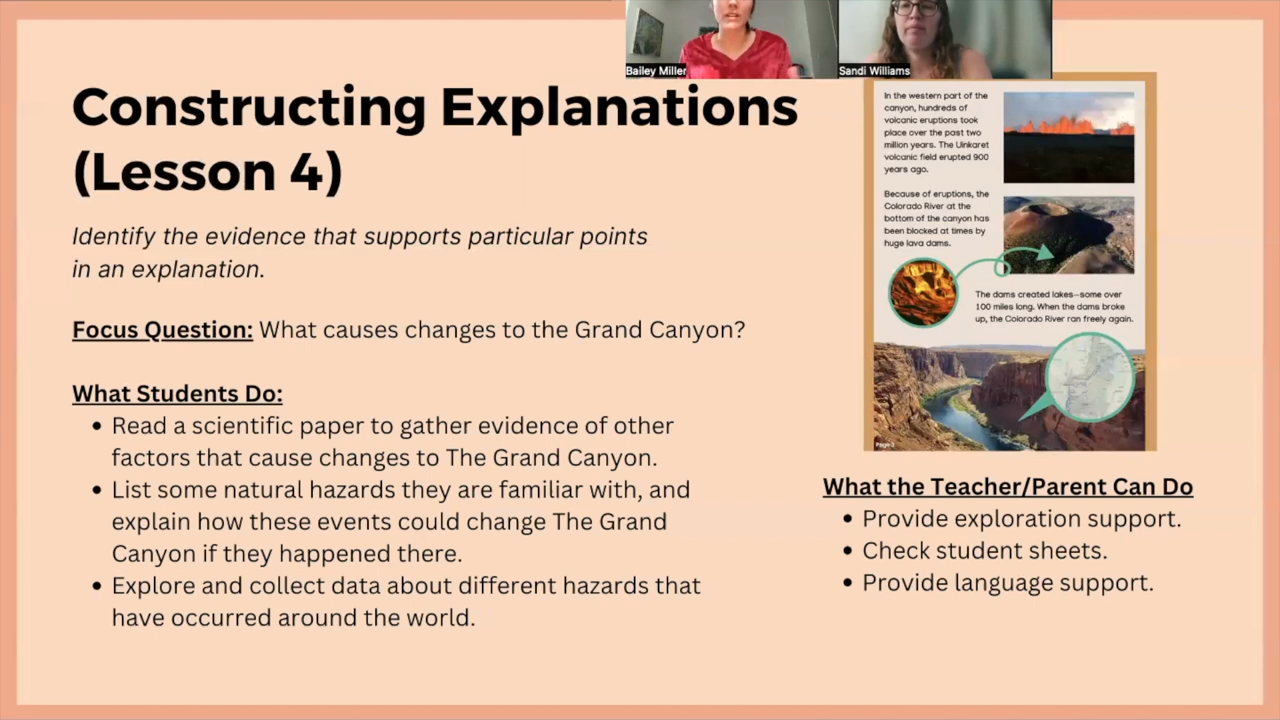 Bailey Miller
Sandi Williams
Constructing Explanations
(Lesson 4)
Identify the evidence that supports particular points
in an explanation.
Focus Question: What causes changes to the Grand Canyon?
What Students Do:
• Read a scientific paper to gather evidence of other
factors that cause changes to The Grand Canyon.
• List some natural hazards they are familiar with, and
explain how these events could change The Grand
Canyon if they happened there.
• Explore and collect data about different hazards that
have occurred around the world.
In the western part of the
canyon, hundreds of
volcanic eruptions took
place over the past two
million years. The Uinkaret
volcanic field erupted 900
years ago.
Because of eruptions, the
Colorado River at the
bottom of the canyon has
been blocked at times by
huge lava dams.
The dams created lakes—some over
100 miles long. When the dams broke
up, the Colorado River ran freely again.
What the Teacher/Parent Can Do
• Provide exploration support.
• Check student sheets.
• Provide language support.